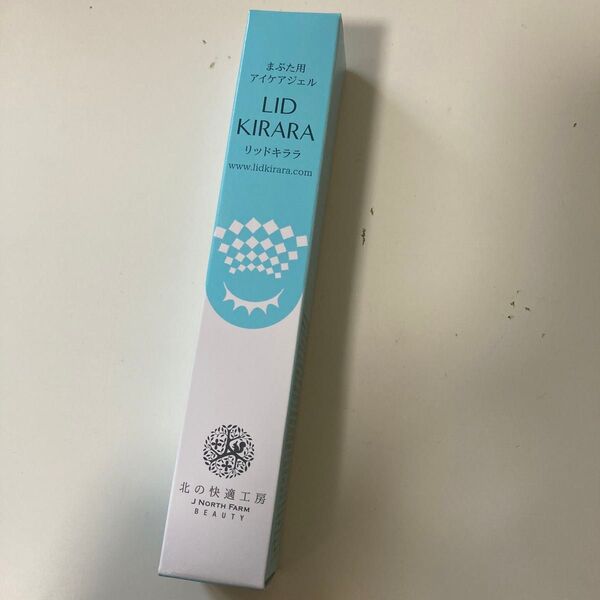 まぶた用
アイケアジェル
LID
KIRARA
リッドキララ
www.lidkirara.com
北の快適工房
J NORTH FARM
BEAUTY